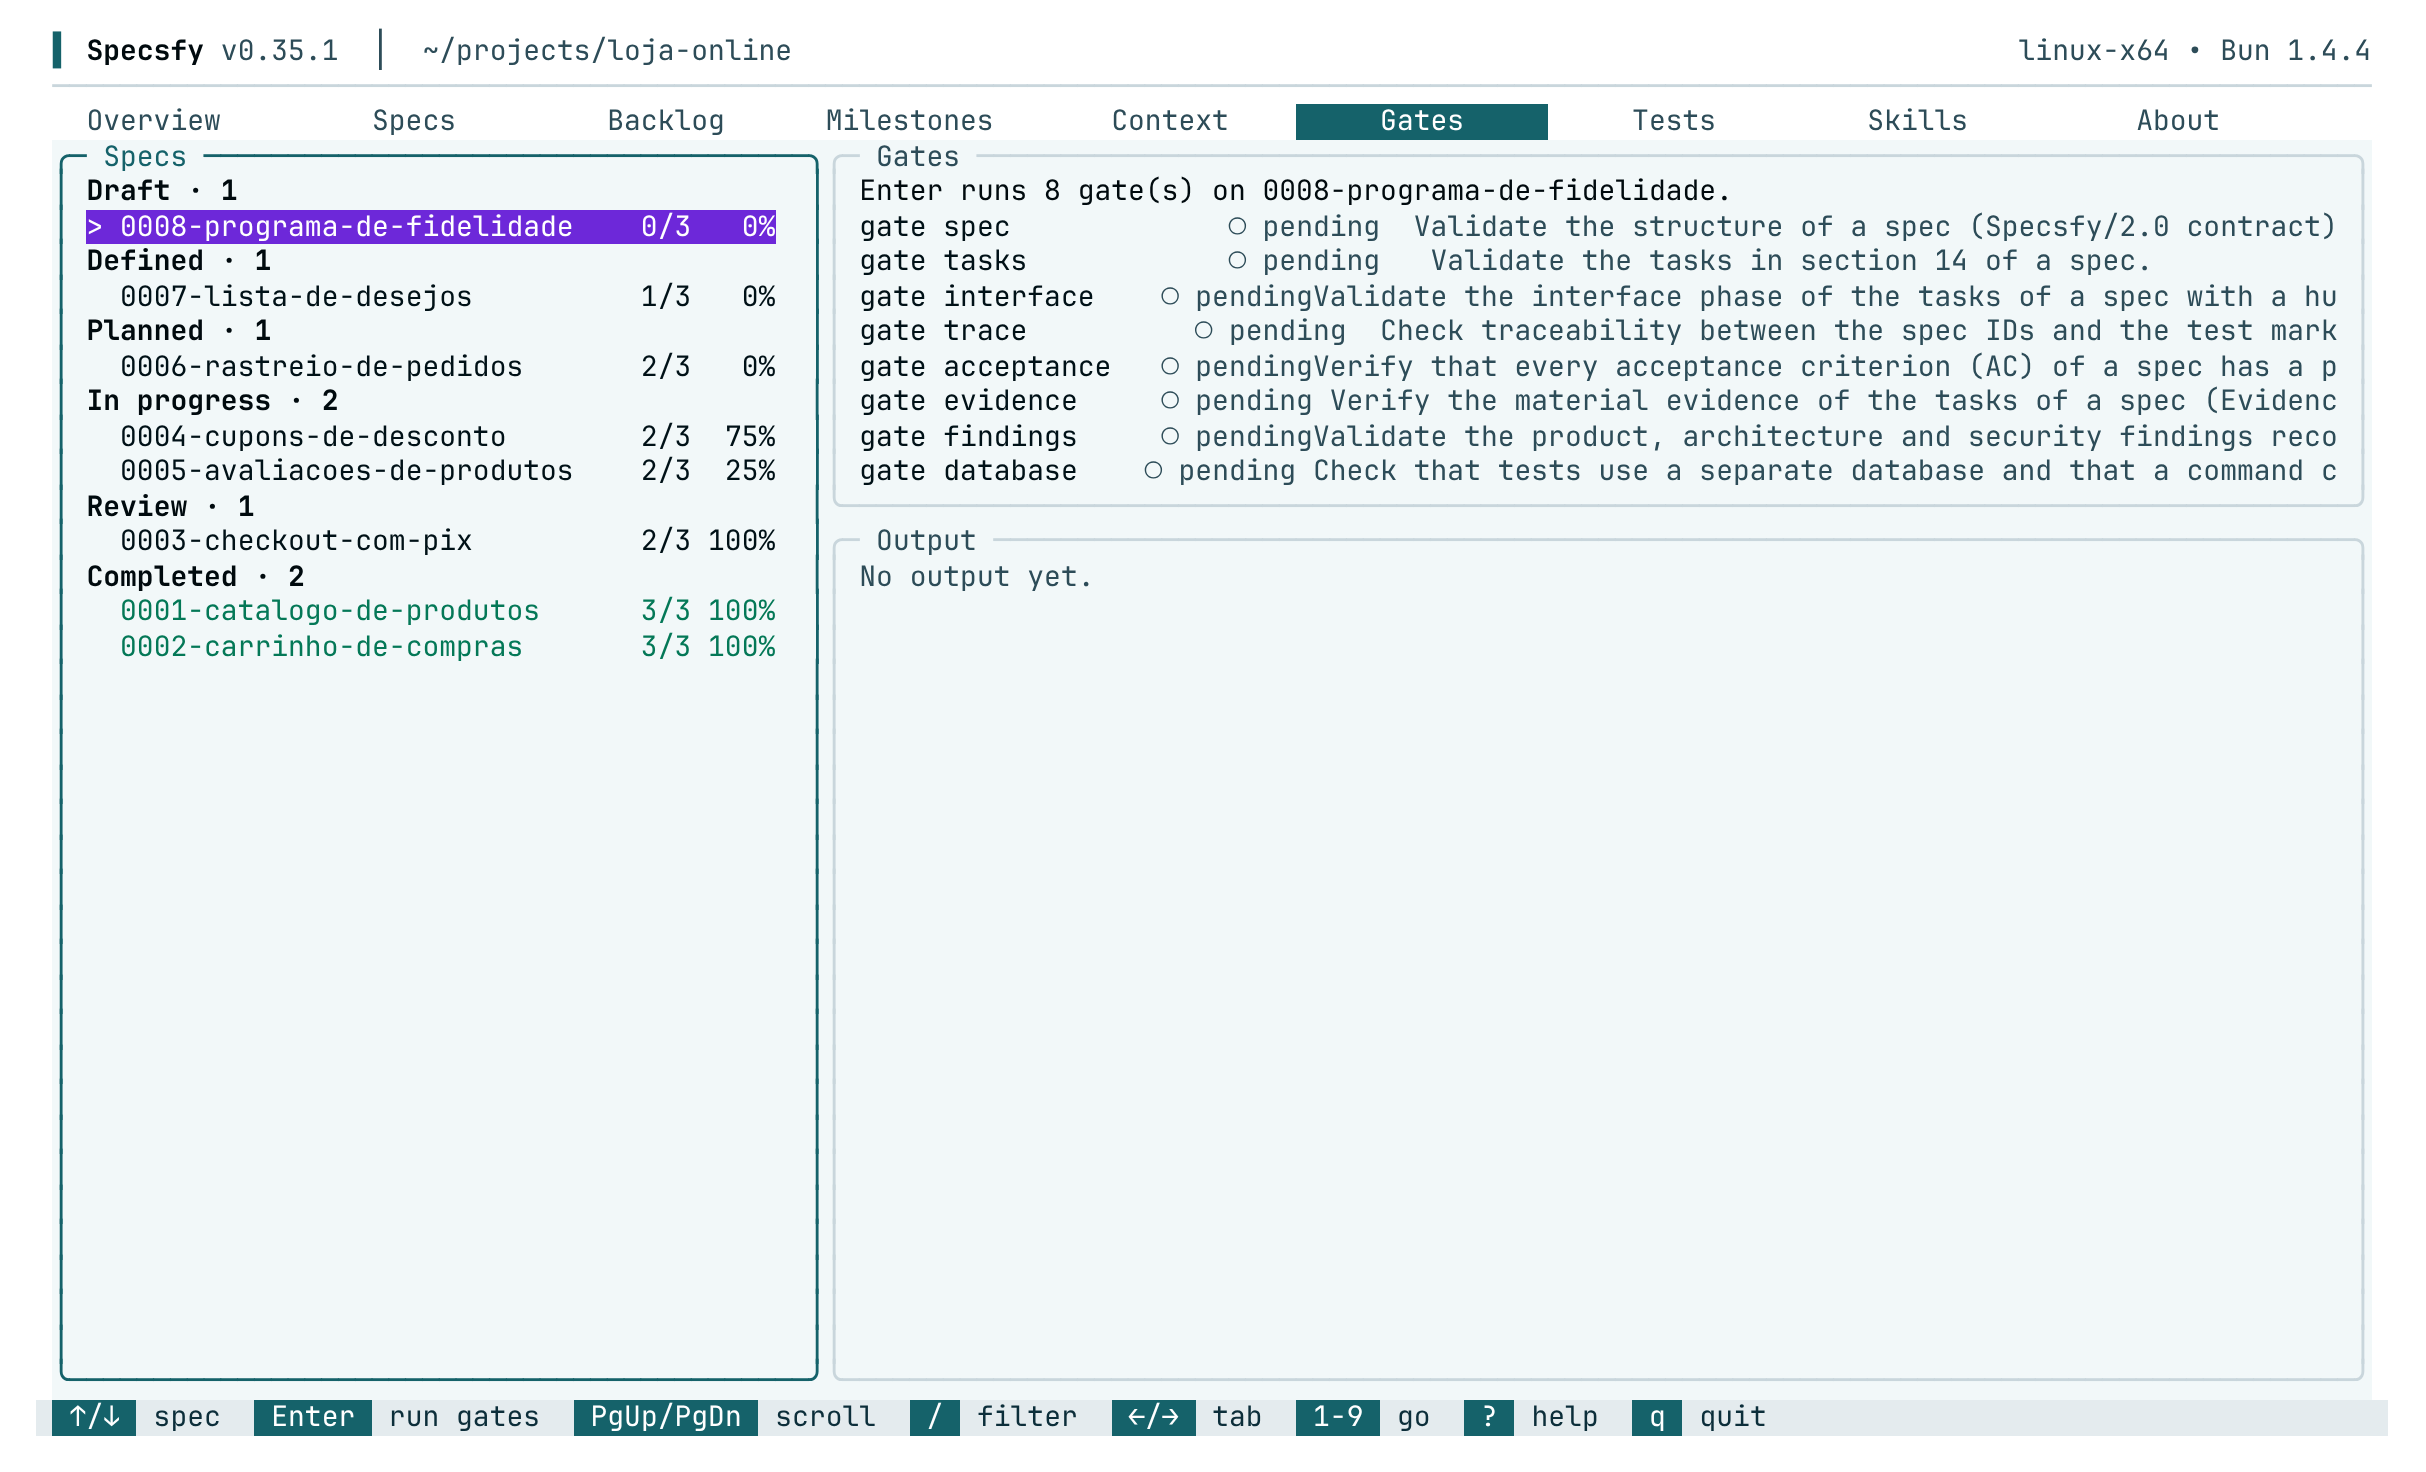 Specsfy v0.35.1 │ ~/projects/loja-online linux-x64 • Bun 1.4.4
Overview Specs Backlog Milestones Context Gates Tests Skills About
Specs
Draft · 1
> 0008-programa-de-fidelidade 0/3 0%
Defined · 1
0007-lista-de-desejos 1/3 0%
Planned · 1
0006-rastreio-de-pedidos 2/3 0%
In progress · 2
0004-cupons-de-desconto 2/3 75%
0005-avaliacoes-de-produtos 2/3 25%
Review · 1
0003-checkout-com-pix 2/3 100%
Completed · 2
0001-catalogo-de-produtos 3/3 100%
0002-carrinho-de-compras 3/3 100%
Gates
Enter runs 8 gate(s) on 0008-programa-de-fidelidade.
gate spec ○ pending Validate the structure of a spec (Specsfy/2.0 contract)
gate tasks ○ pending Validate the tasks in section 14 of a spec.
gate interface ○ pendingValidate the interface phase of the tasks of a spec with a hu
gate trace ○ pending Check traceability between the spec IDs and the test mark
gate acceptance ○ pendingVerify that every acceptance criterion (AC) of a spec has a p
gate evidence ○ pending Verify the material evidence of the tasks of a spec (Evidenc
gate findings ○ pendingValidate the product, architecture and security findings reco
gate database ○ pending Check that tests use a separate database and that a command c
Output
No output yet.
↑/↓ spec Enter run gates PgUp/PgDn scroll / filter ←/→ tab 1-9 go ? help q quit